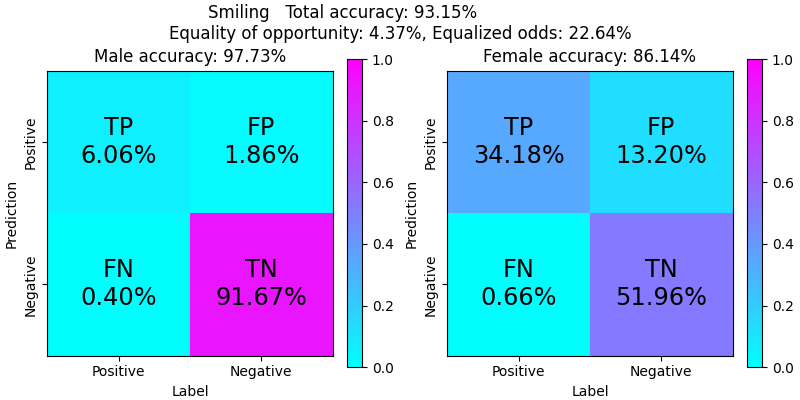 Smiling   Total accuracy: 93.15%
Equality of opportunity: 4.37%, Equalized odds: 22.64%
Male accuracy: 97.73%
Prediction
Positive
Negative
TP
6.06%
FP
1.86%
FN
0.40%
TN
91.67%
Positive
Negative
Label
1.0
0.8
0.6
0.4
0.2
0.0
Female accuracy: 86.14%
Prediction
Positive
Negative
TP
34.18%
FP
13.20%
FN
0.66%
TN
51.96%
Positive
Negative
Label
1.0
0.8
0.6
0.4
0.2
0.0